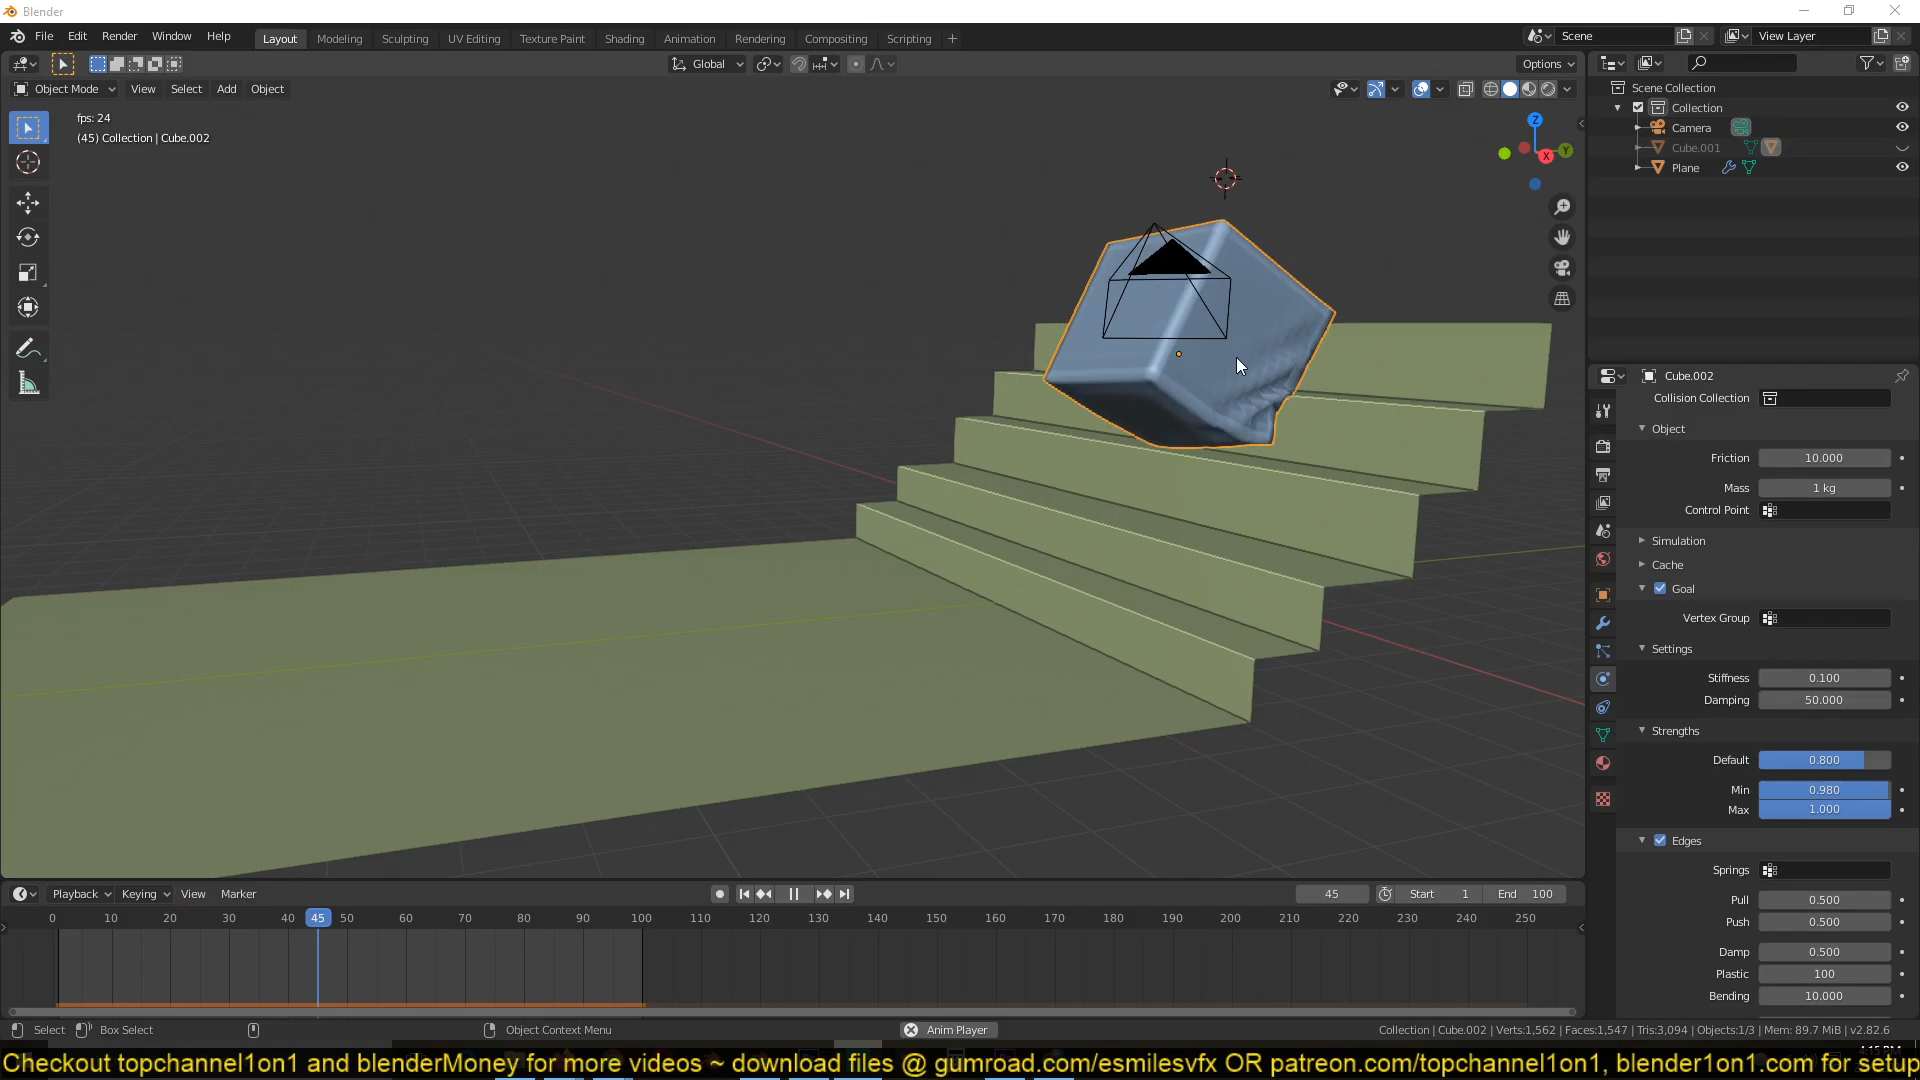 Blender
File Edit Render Window Help Layout Modeling Sculpting UV Editing Texture Paint Shading Animation Rendering Compositing Scripting + Scene View Layer
Global Options
Object Mode View Select Add Object
fps: 24
(45) Collection | Cube.002
Z
X
Y
Scene Collection
Collection
Camera
Cube.001
Plane
Cube.002
Collision Collection
Object
Friction 10.000
Mass 1 kg
Control Point
Simulation
Cache
Goal
Vertex Group
Settings
Stiffness 0.100
Damping 50.000
Strengths
Default 0.800
Min 0.980
Max 1.000
Edges
Springs
Pull 0.500
Push 0.500
Damp 0.500
Plastic 100
Bending 10.000
Playback Keying View Marker 45 Start 1 End 100
0 10 20 30 40 45 50 60 70 80 90 100 110 120 130 140 150 160 170 180 190 200 210 220 230 240 250
Select Box Select Object Context Menu Anim Player Collection | Cube.002 | Verts:1,562 | Faces:1,547 | Tris:3,094 | Objects:1/3 | Mem: 89.7 MiB | v2.82.6
4:15 PM
Checkout topchannel1on1 and blenderMoney for more videos ~ download files @ gumroad.com/esmilesvfx OR patreon.com/topchannel1on1, blender1on1.com for setup